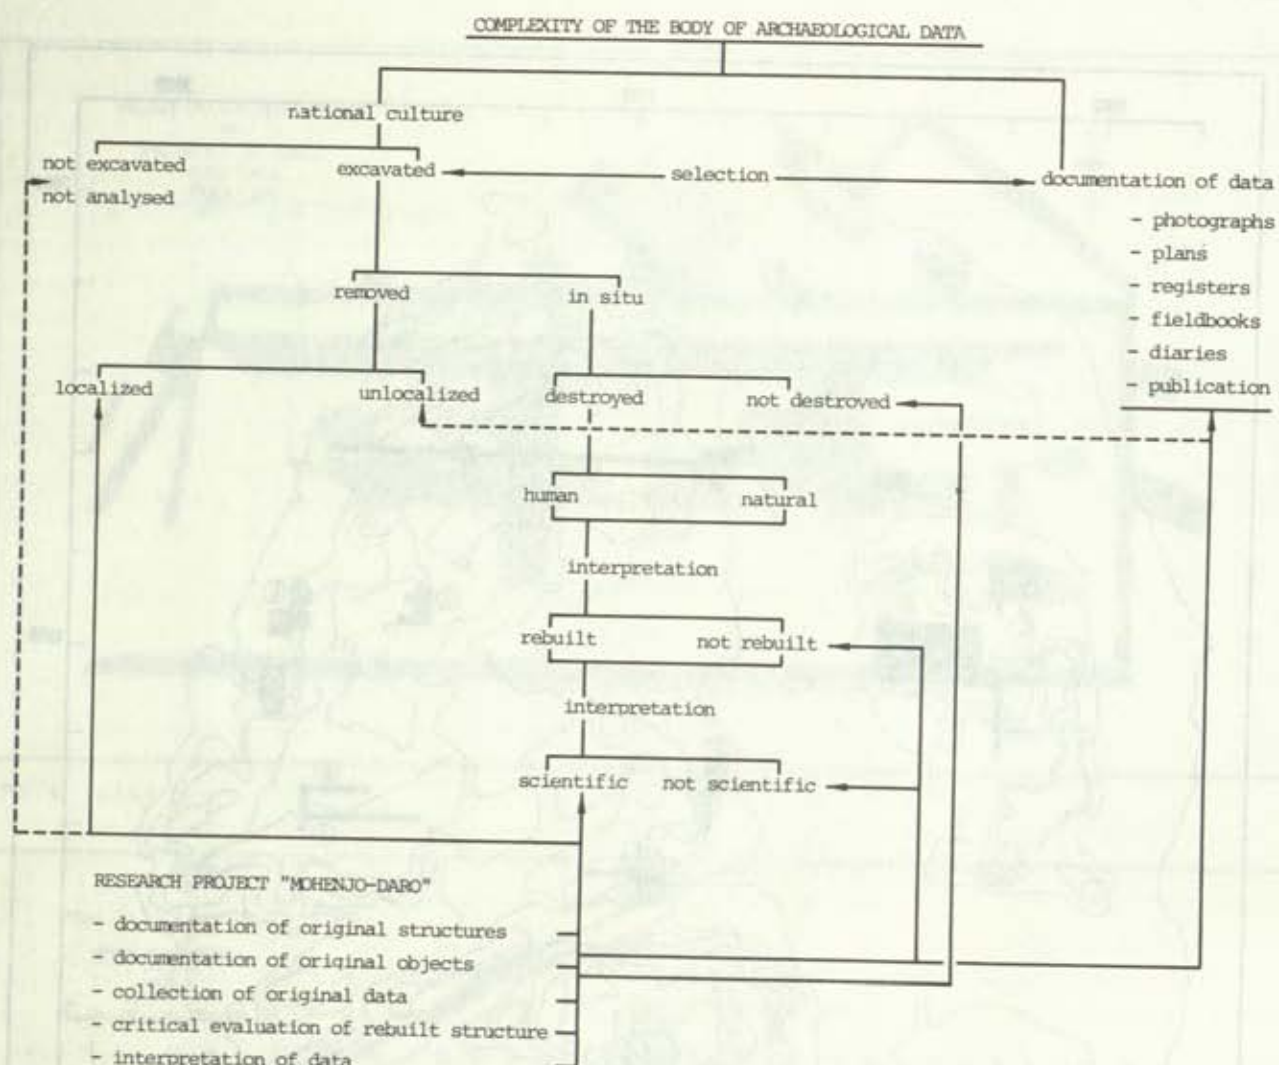 COMPLEXITY OF THE BODY OF ARCHAEOLOGICAL DATA
national culture
not excavated
excavated
selection
documentation of data
not analysed
- photographs
- plans
- registers
- fieldbooks
- diaries
- publication
removed
in situ
localized
unlocalized
destroyed
not destroyed
human
natural
interpretation
rebuilt
not rebuilt
interpretation
scientific
not scientific
RESEARCH PROJECT "MOHENJO-DARO"
- documentation of original structures
- documentation of original objects
- collection of original data
- critical evaluation of rebuilt structure
- interpretation of data